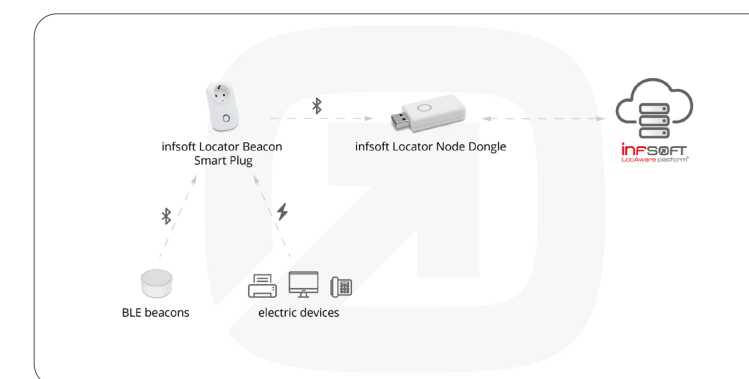 infsoft Locator Beacon
Smart Plug
infsoft Locator Node Dongle
infsoft
LocAware platform®
BLE beacons
electric devices